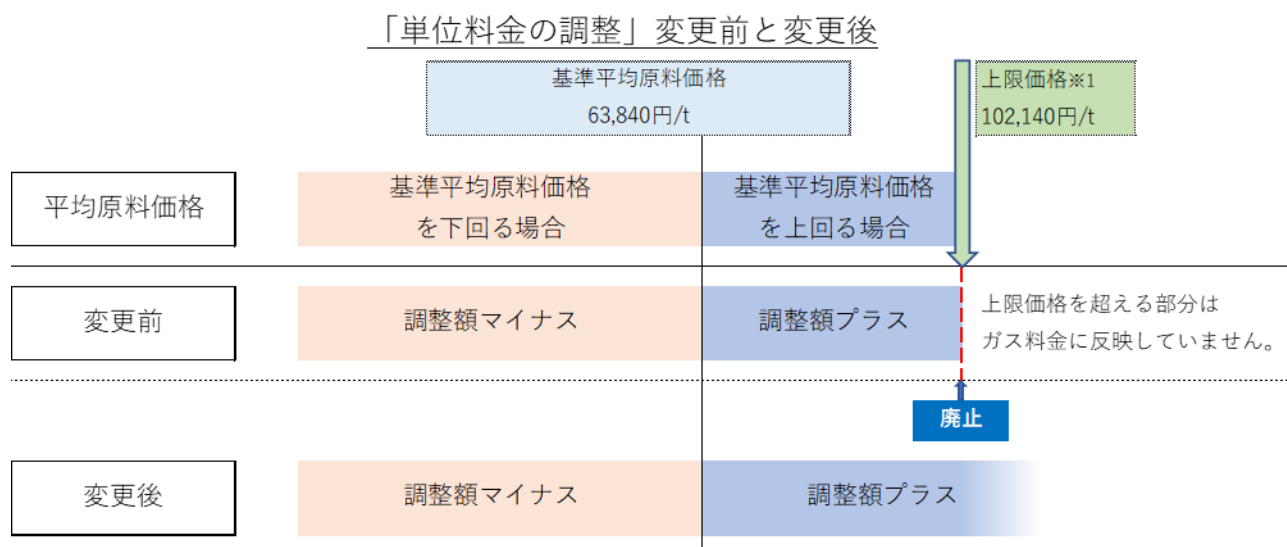 「単位料金の調整」変更前と変更後
基準平均原料価格
63,840円/t
上限価格※1
102,140円/t
平均原料価格
基準平均原料価格
を下回る場合
基準平均原料価格
を上回る場合
変更前
調整額マイナス
調整額プラス
上限価格を超える部分は
ガス料金に反映していません。
廃止
変更後
調整額マイナス
調整額プラス